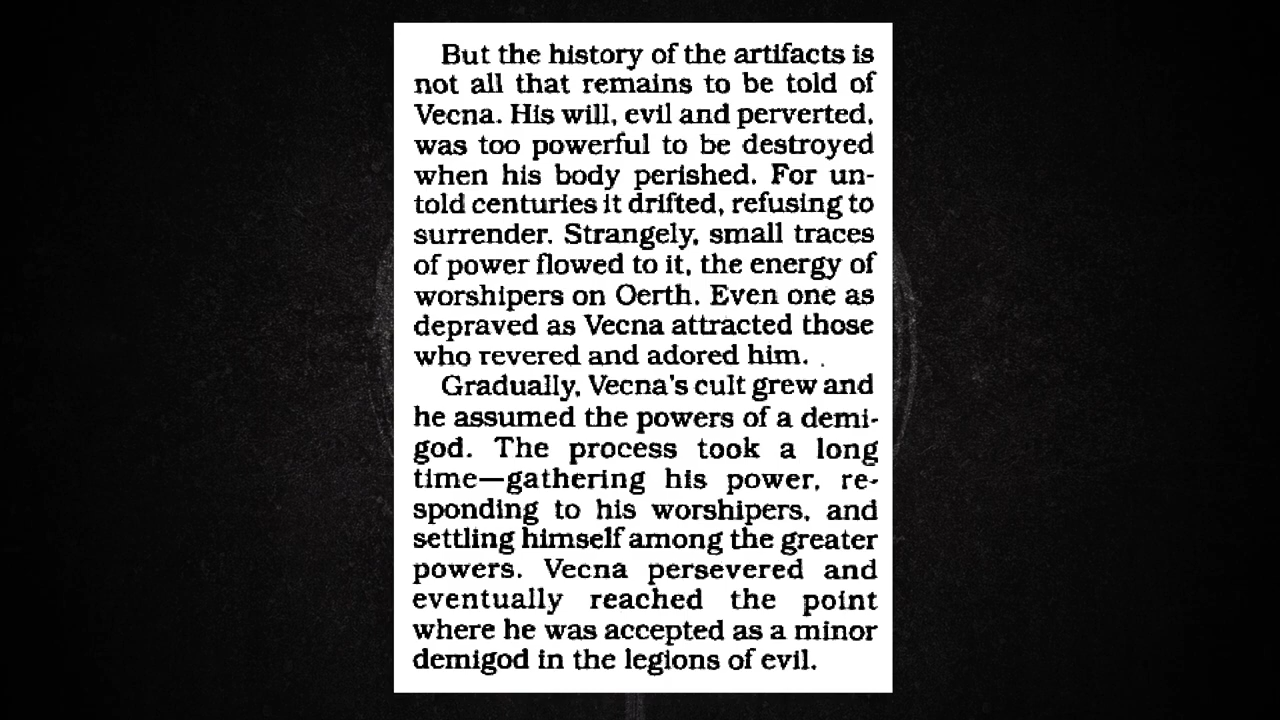 But the history of the artifacts is
not all that remains to be told of
Vecna. His will, evil and perverted,
was too powerful to be destroyed
when his body perished. For un-
told centuries it drifted, refusing to
surrender. Strangely, small traces
of power flowed to it, the energy of
worshipers on Oerth. Even one as
depraved as Vecna attracted those
who revered and adored him.
Gradually, Vecna's cult grew and
he assumed the powers of a demi-
god. The process took a long
time—gathering his power, re-
sponding to his worshipers, and
settling himself among the greater
powers. Vecna persevered and
eventually reached the point
where he was accepted as a minor
demigod in the legions of evil.